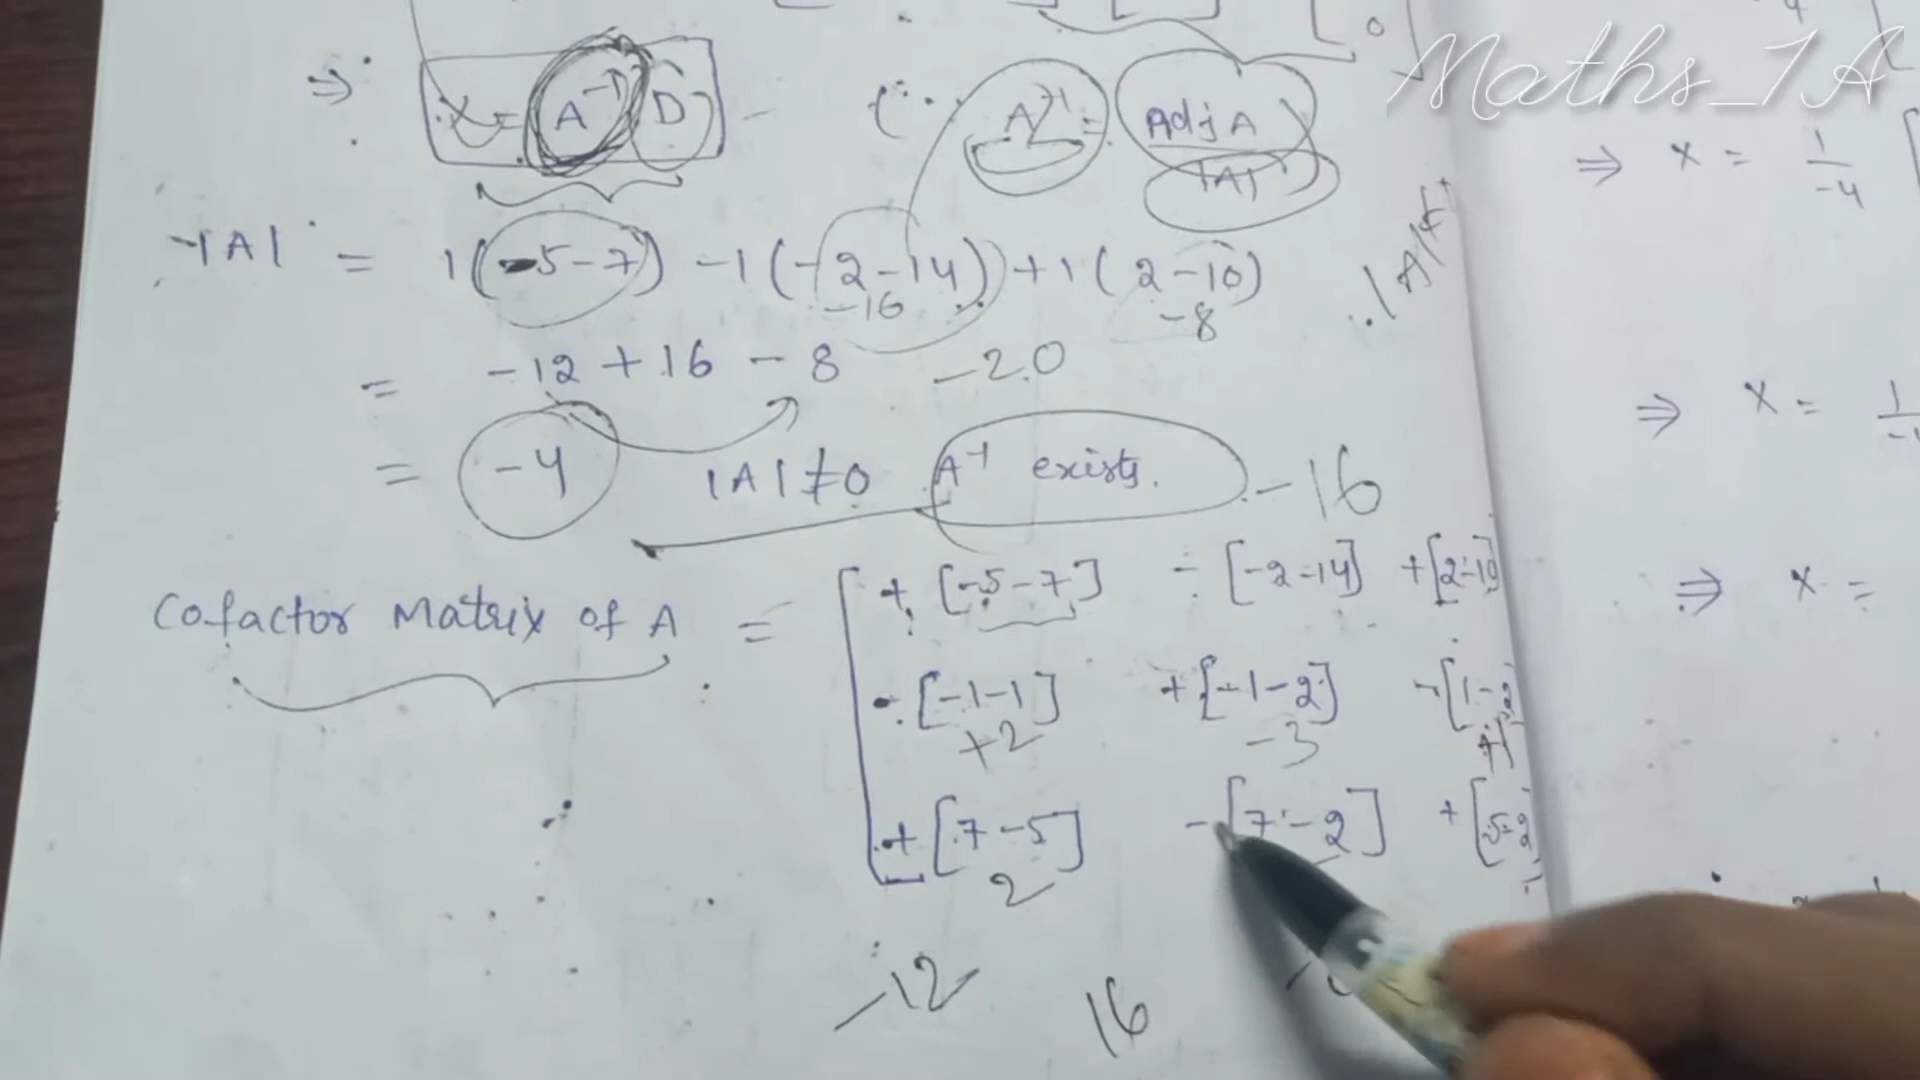 Maths_1A
⇒ X = A⁻¹ D (∵ A⁻¹ = Adj A / |A|
|A| = 1(-5-7) -1(-2-14) +1(2-10)
-16 -8
= -12 + 16 - 8 -20
= -4 |A| ≠ 0 A⁻¹ exists. -16
Cofactor Matrix of A = [ + [-5-7] - [-2-14] + [2-10]
- [-1-1] + [-1-2] - [1-2]
+2 -3 +1
+ [7-5] - [7-2] + [5-2]
2
-12 16
⇒ X = 1/-4 [
⇒ X = 1/-4
⇒ X =